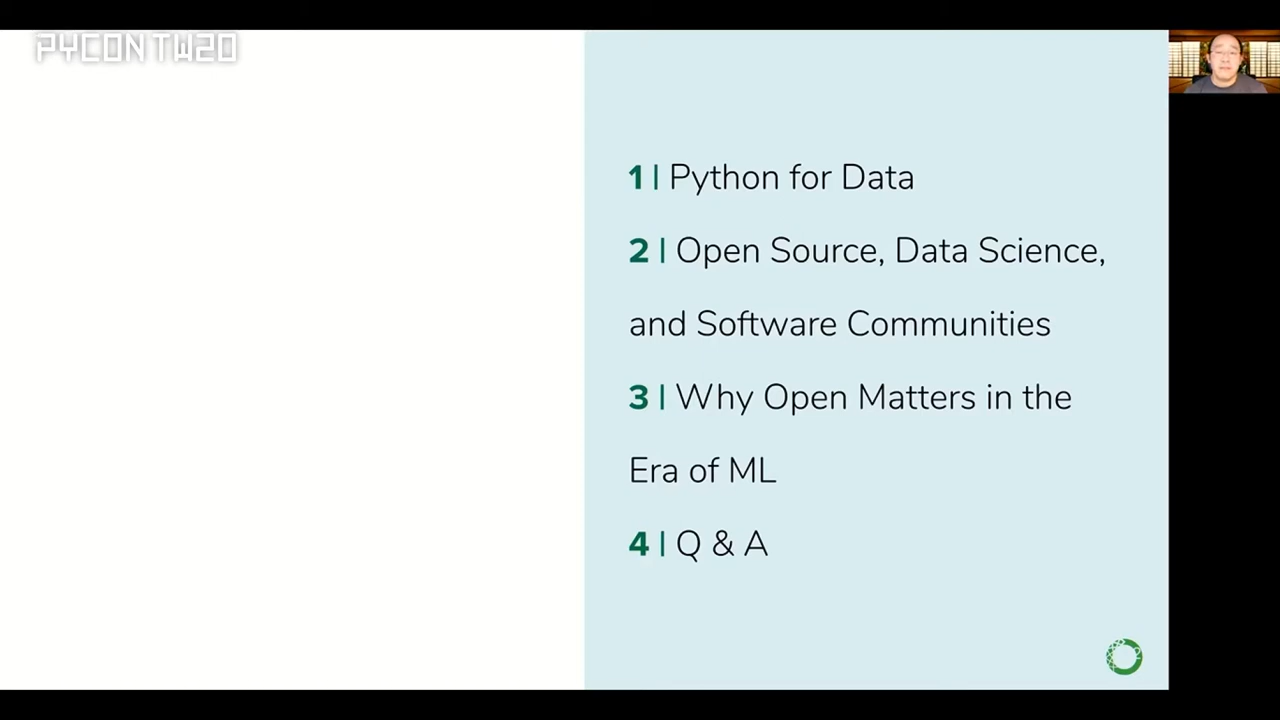 PYCON TW20
1 | Python for Data
2 | Open Source, Data Science,
and Software Communities
3 | Why Open Matters in the
Era of ML
4 | Q & A